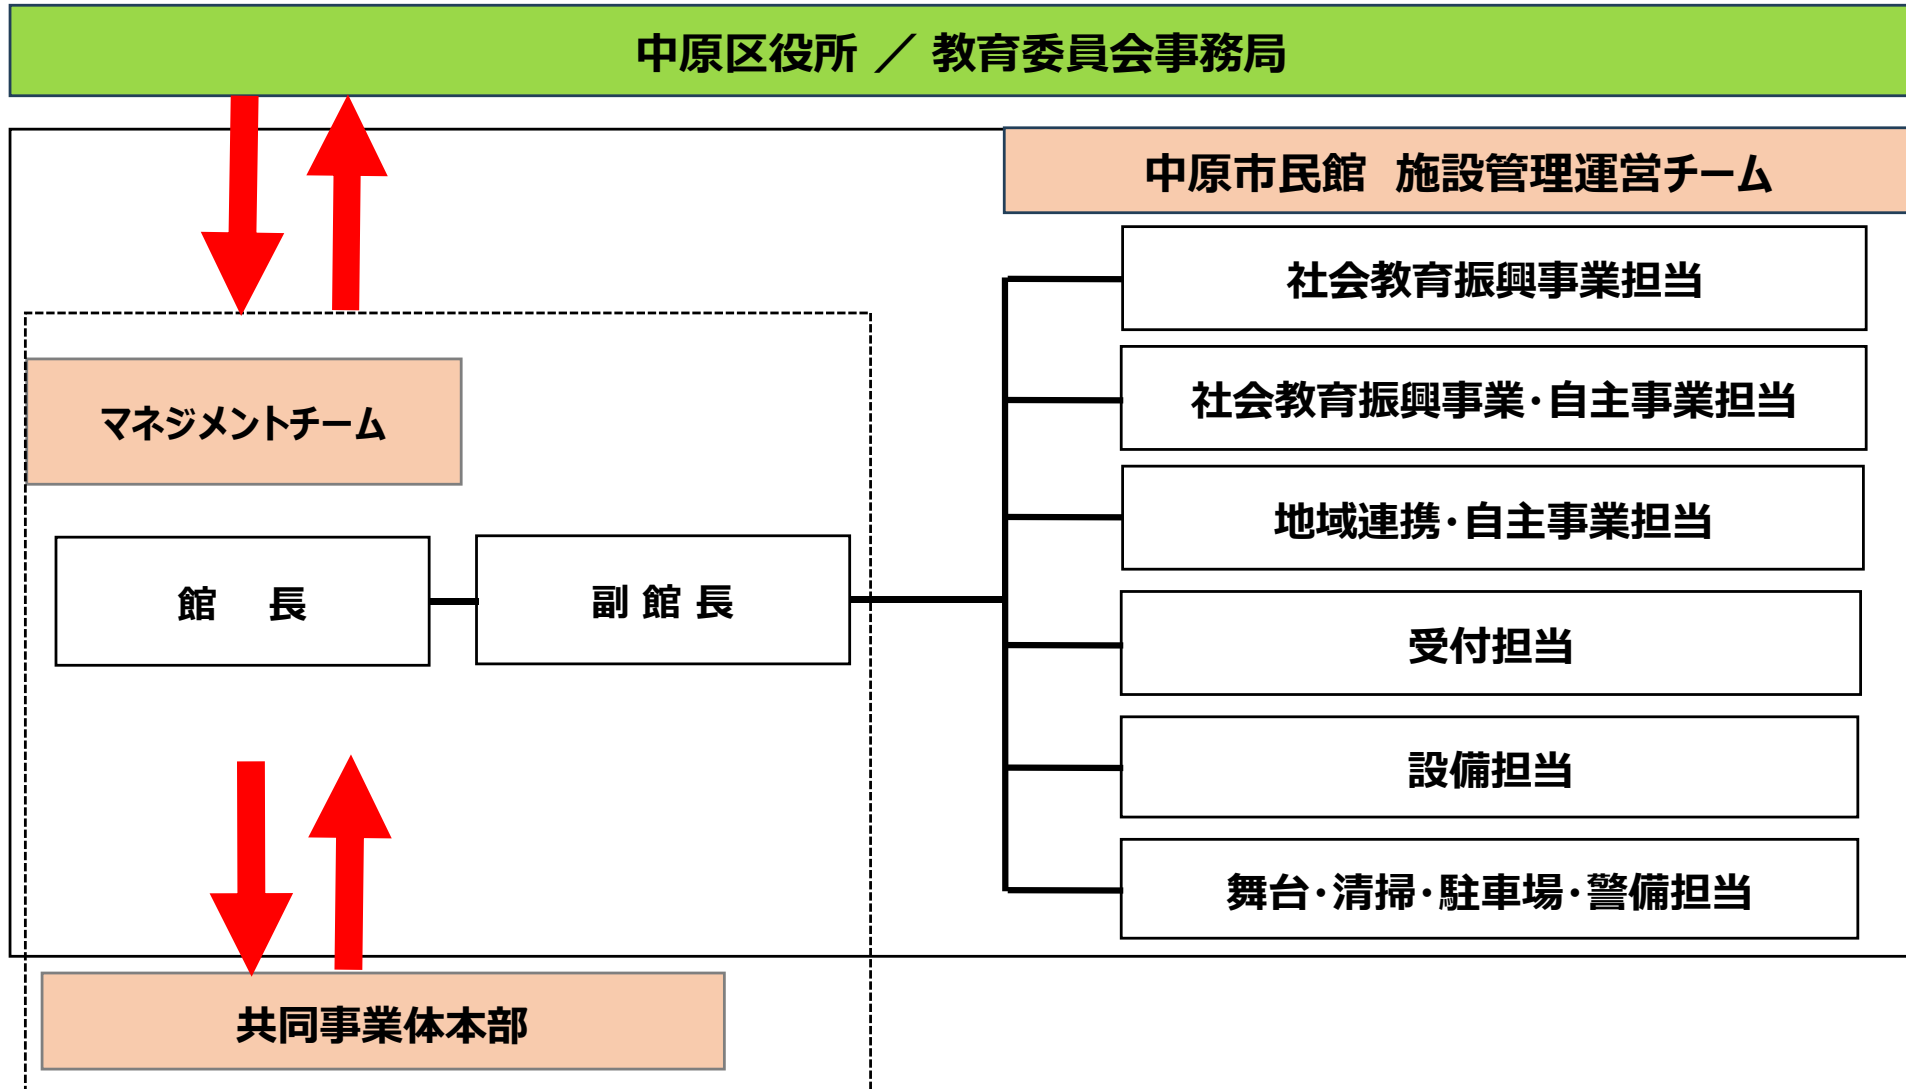 中原区役所 ／ 教育委員会事務局
中原市民館 施設管理運営チーム
社会教育振興事業担当
マネジメントチーム
社会教育振興事業・自主事業担当
地域連携・自主事業担当
館 長
副 館 長
受付担当
設備担当
舞台・清掃・駐車場・警備担当
共同事業体本部